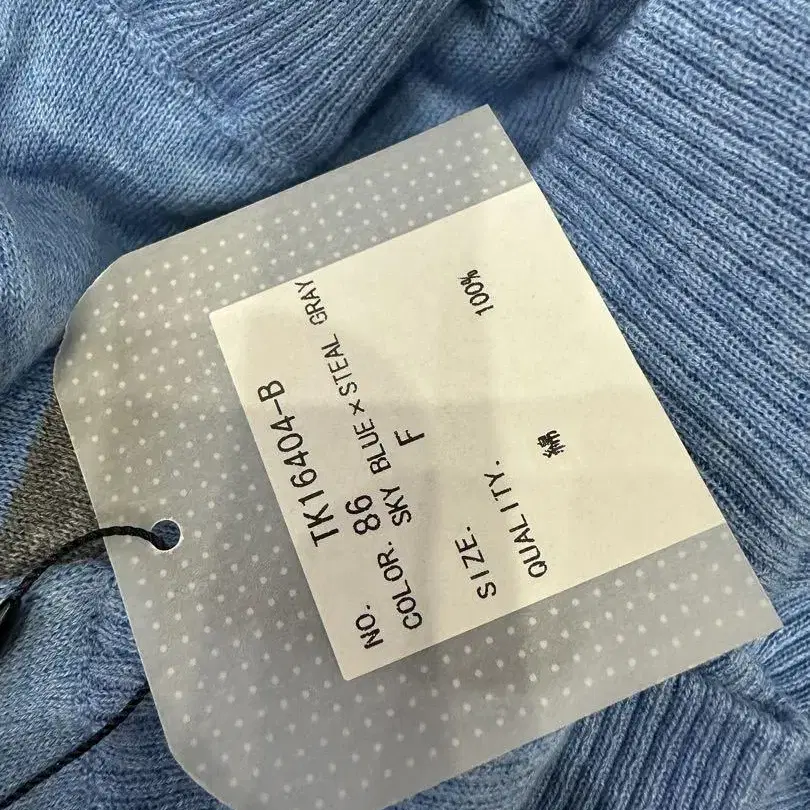 NO. TK16404-B
COLOR. 86
SKY BLUE × STEAL GRAY
SIZE. F
QUALITY.
綿 100%